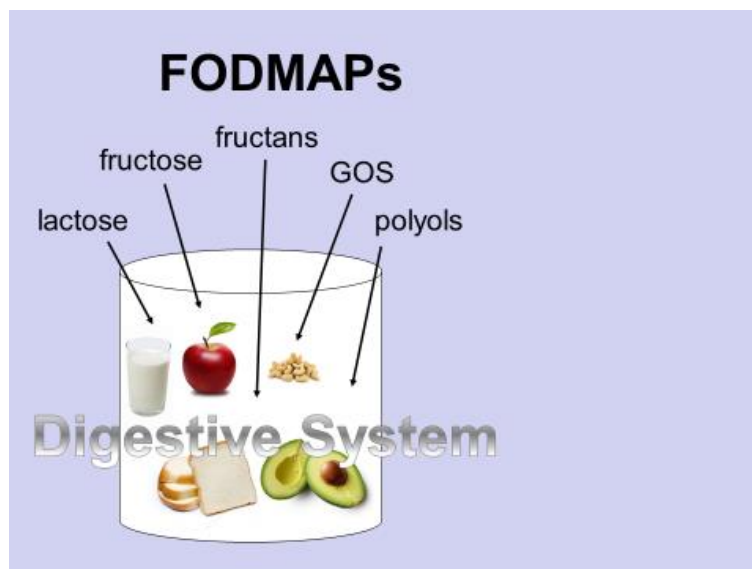 FODMAPs
fructans
fructose
GOS
lactose
polyols
Digestive System